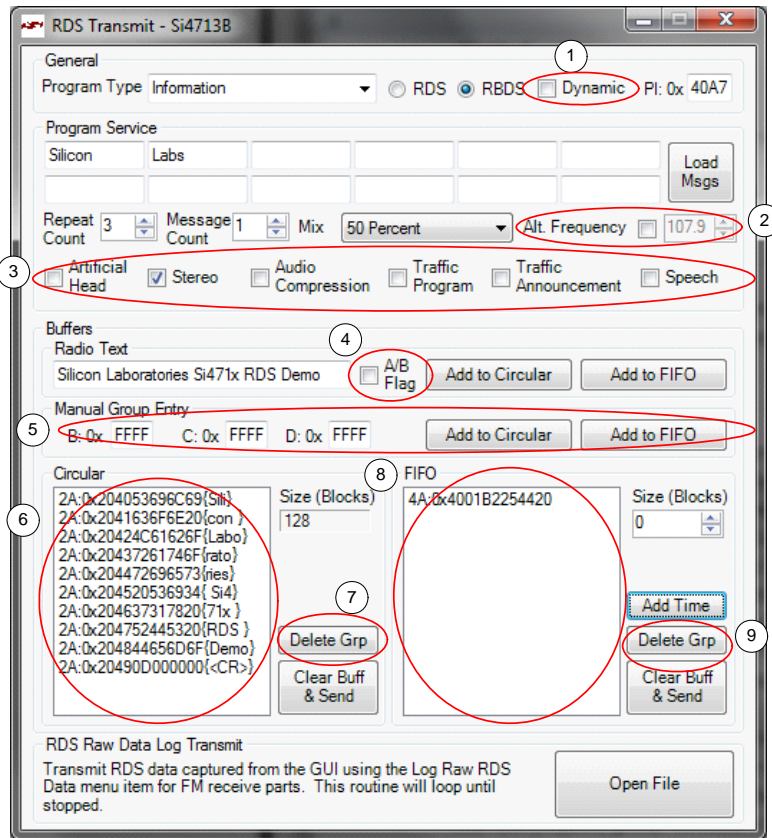 RDS Transmit - Si4713B
General
1
Program Type Information RDS RBDS Dynamic PI: 0x 40A7
Program Service
Silicon Labs
Load Msgs
Repeat Count 3 Message Count 1 Mix 50 Percent Alt. Frequency 107.9
2
3
Artificial Head Stereo Audio Compression Traffic Program Traffic Announcement Speech
Buffers
Radio Text
4
Silicon Laboratories Si471x RDS Demo A/B Flag Add to Circular Add to FIFO
Manual Group Entry
5
B: 0x FFFF C: 0x FFFF D: 0x FFFF Add to Circular Add to FIFO
Circular
6
2A:0x204053696C69{Sili}
2A:0x2041636F6E20{con }
2A:0x20424C61626F{Labo}
2A:0x20437261746F{rato}
2A:0x204472696573{ries}
2A:0x204520536934{ Si4}
2A:0x204637317820{71x }
2A:0x204752445320{RDS }
2A:0x204844656D6F{Demo}
2A:0x20490D000000{<CR>}
Size (Blocks)
128
7
Delete Grp
Clear Buff & Send
8
FIFO
4A:0x4001B2254420
Size (Blocks)
0
Add Time
Delete Grp
9
Clear Buff & Send
RDS Raw Data Log Transmit
Transmit RDS data captured from the GUI using the Log Raw RDS
Data menu item for FM receive parts. This routine will loop until
stopped.
Open File